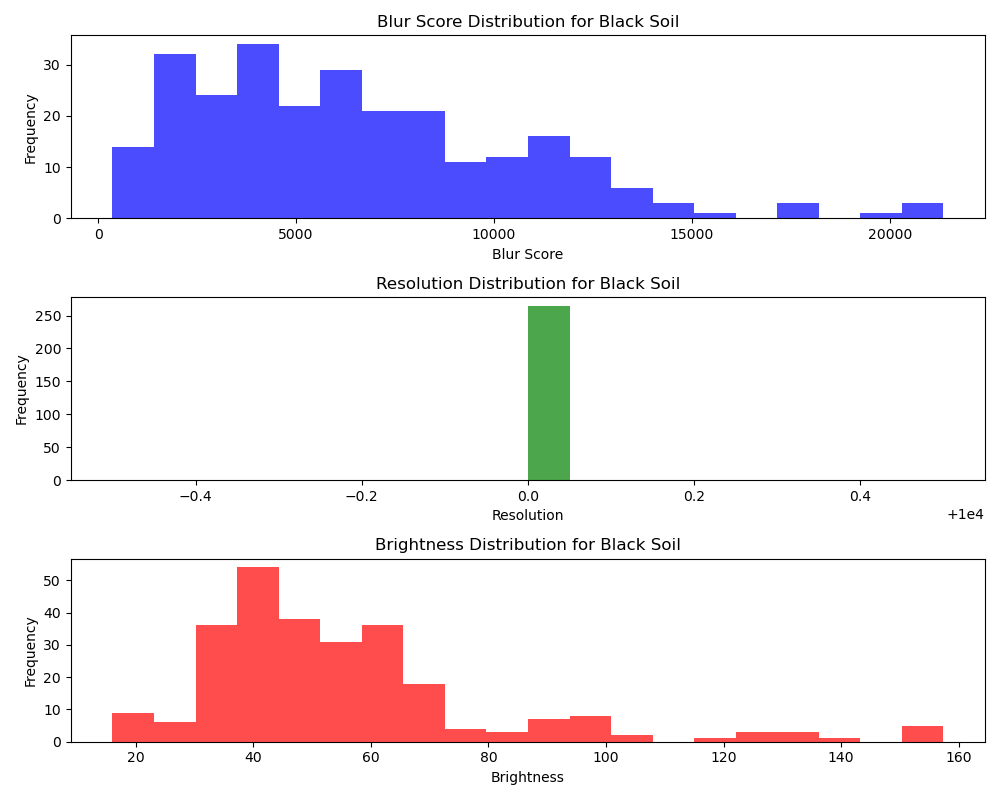 Blur Score Distribution for Black Soil
30
20
10
0
Frequency
0 5000 10000 15000 20000
Blur Score
Resolution Distribution for Black Soil
250
200
150
100
50
0
Frequency
−0.4 −0.2 0.0 0.2 0.4
+1e4
Resolution
Brightness Distribution for Black Soil
50
40
30
20
10
0
Frequency
20 40 60 80 100 120 140 160
Brightness